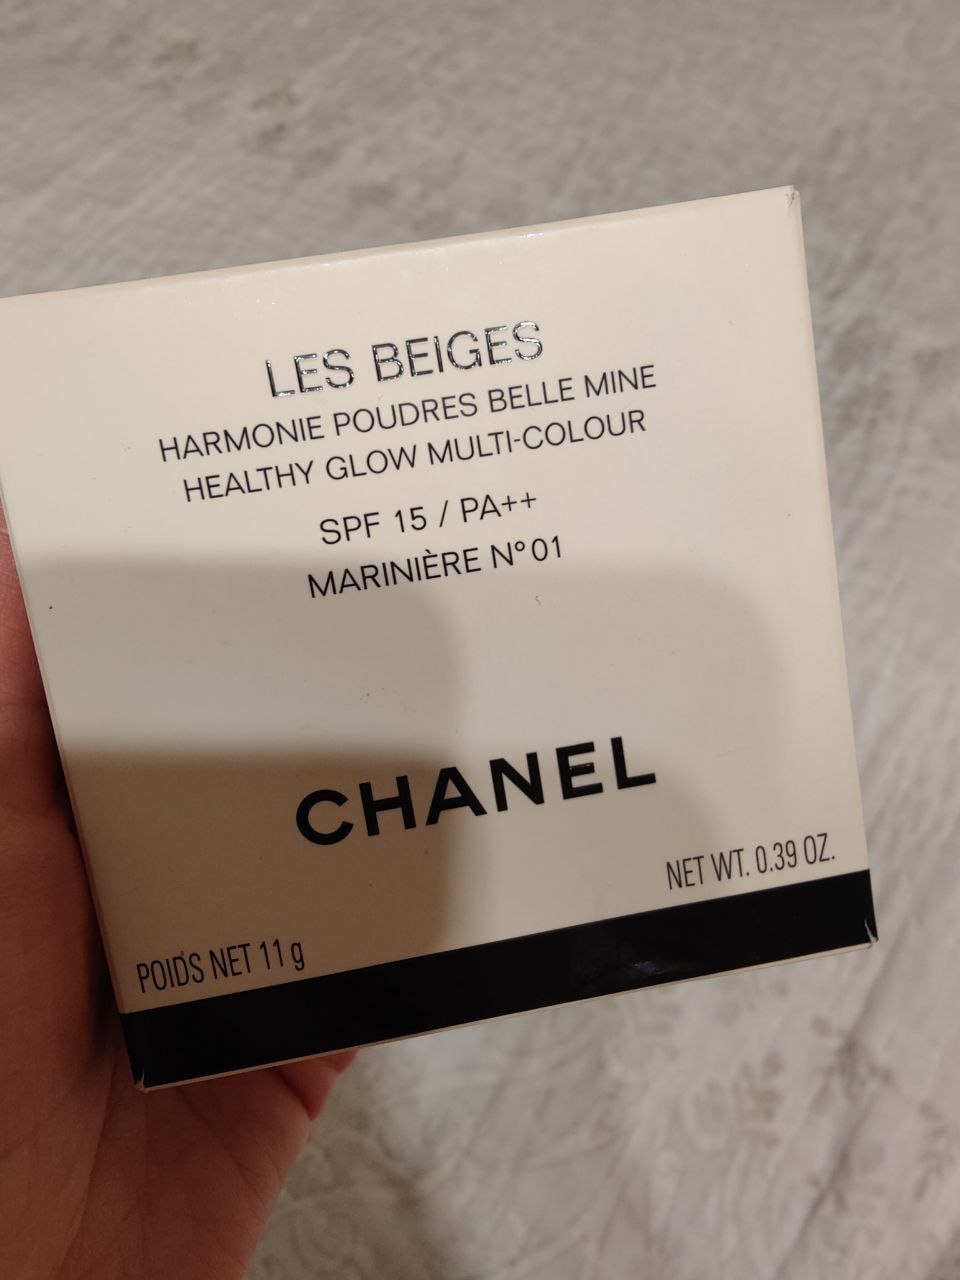 LES BEIGES
HARMONIE POUDRES BELLE MINE
HEALTHY GLOW MULTI-COLOUR
SPF 15 / PA++
MARINIÈRE N°01
CHANEL
NET WT. 0.39 OZ.
POIDS NET 11 g